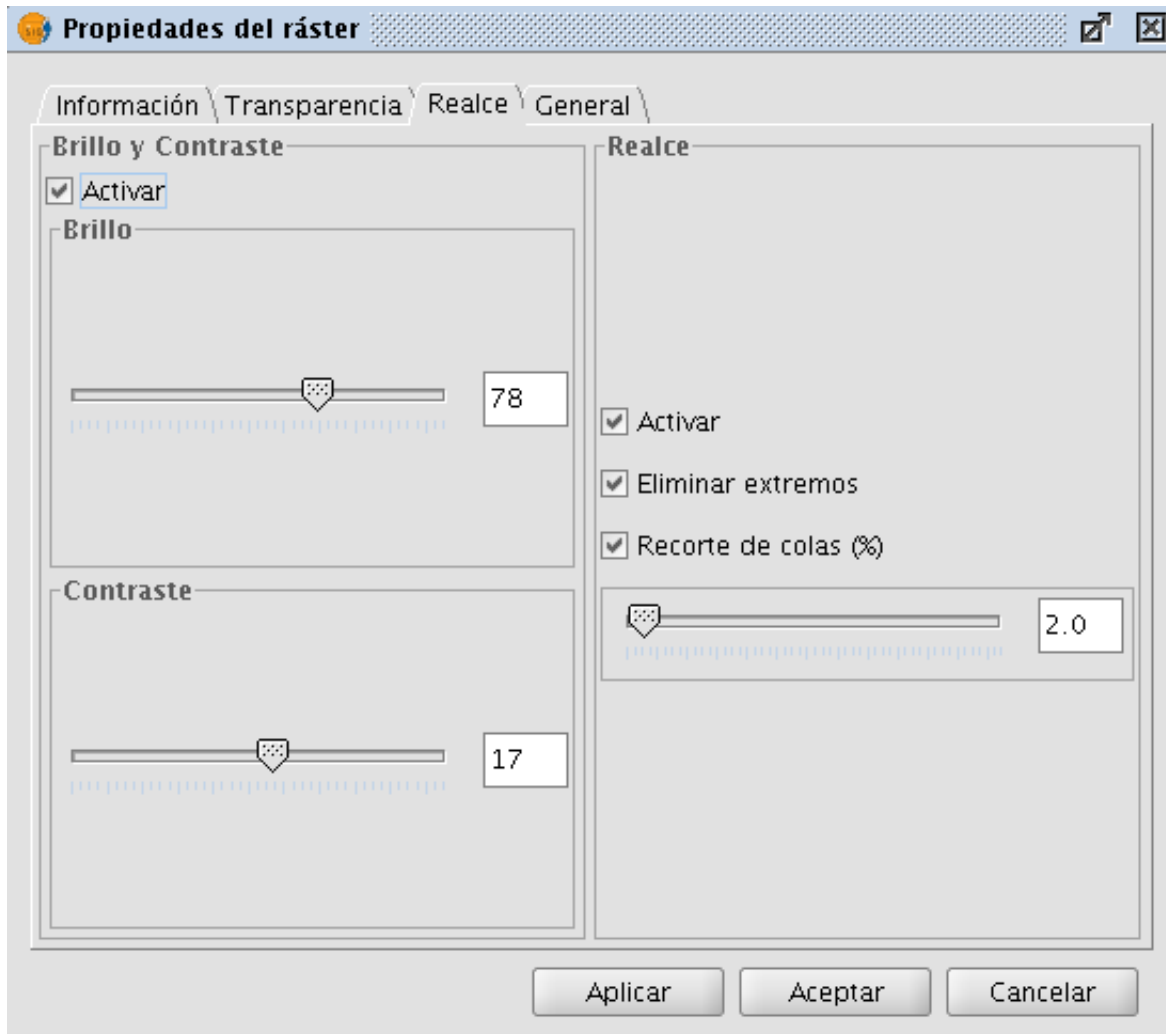 Propiedades del ráster
Información Transparencia Realce General
Brillo y Contraste
Activar
Brillo
78
Contraste
17
Realce
Activar
Eliminar extremos
Recorte de colas (%)
2.0
Aplicar Aceptar Cancelar